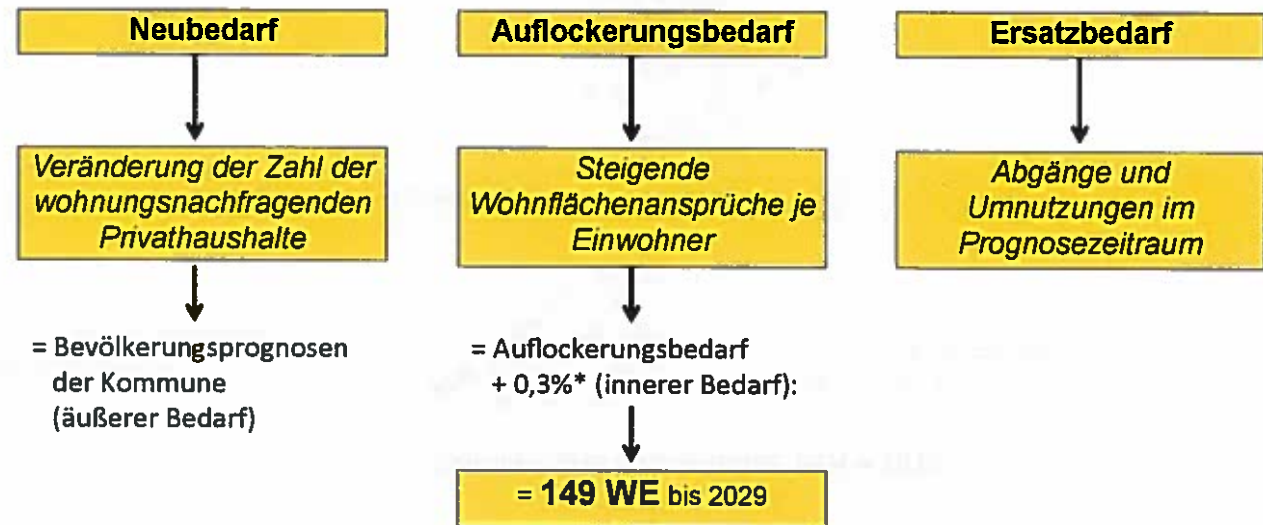 Neubedarf
Veränderung der Zahl der
wohnungsnachfragenden
Privathaushalte
= Bevölkerungsprognosen
der Kommune
(äußerer Bedarf)
Auflockerungsbedarf
Steigende
Wohnflächenansprüche je
Einwohner
= Auflockerungsbedarf
+ 0,3%* (innerer Bedarf):
= 149 WE bis 2029
Ersatzbedarf
Abgänge und
Umnutzungen im
Prognosezeitraum